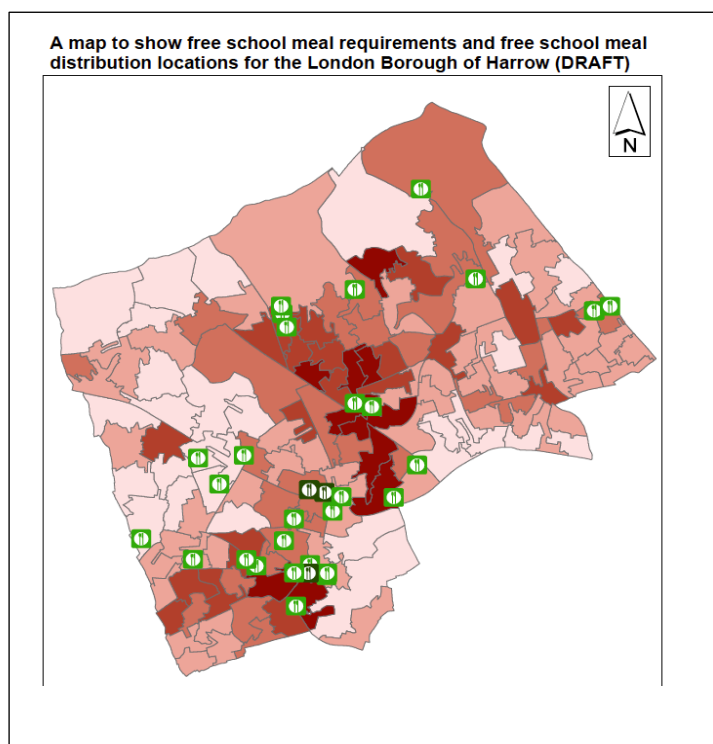 A map to show free school meal requirements and free school meal
distribution locations for the London Borough of Harrow (DRAFT)
N